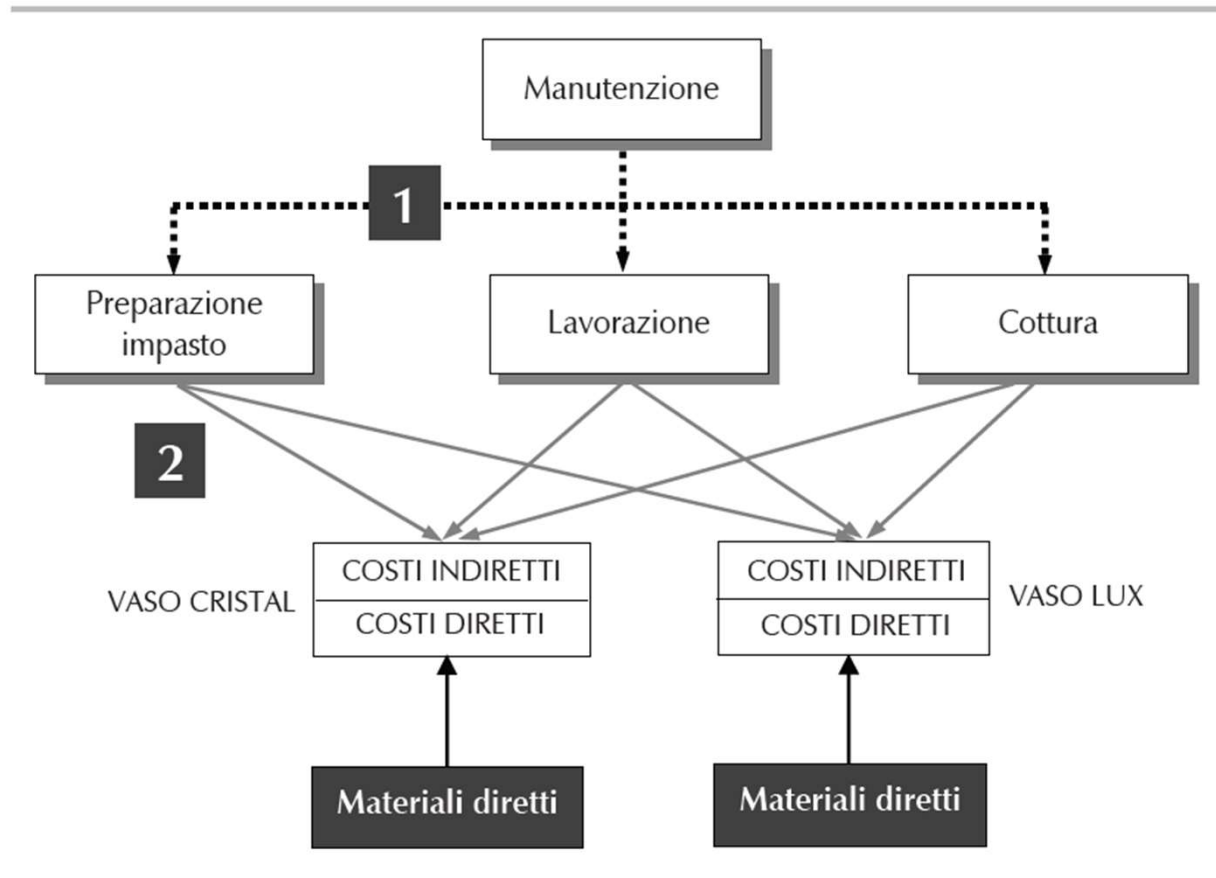 Manutenzione
1
Preparazione
impasto
Lavorazione
Cottura
2
VASO CRISTAL
COSTI INDIRETTI
COSTI DIRETTI
COSTI INDIRETTI
COSTI DIRETTI
VASO LUX
Materiali diretti
Materiali diretti